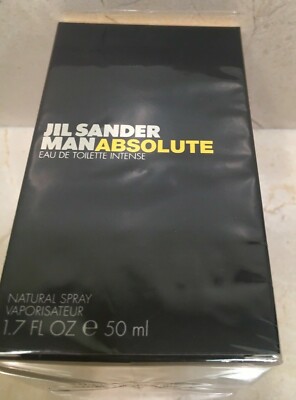 JIL SANDER
MANABSOLUTE
EAU DE TOILETTE INTENSE
NATURAL SPRAY
VAPORISATEUR
1.7 FL OZ ℮ 50 ml